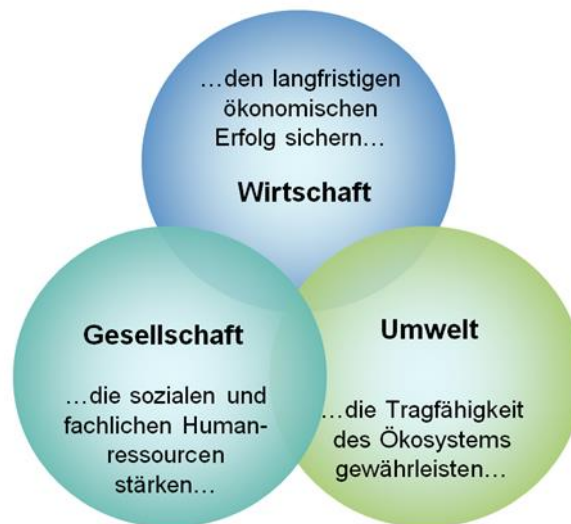 …den langfristigen
ökonomischen
Erfolg sichern…
Wirtschaft
Gesellschaft
…die sozialen und
fachlichen Human-
ressourcen
stärken…
Umwelt
…die Tragfähigkeit
des Ökosystems
gewährleisten…